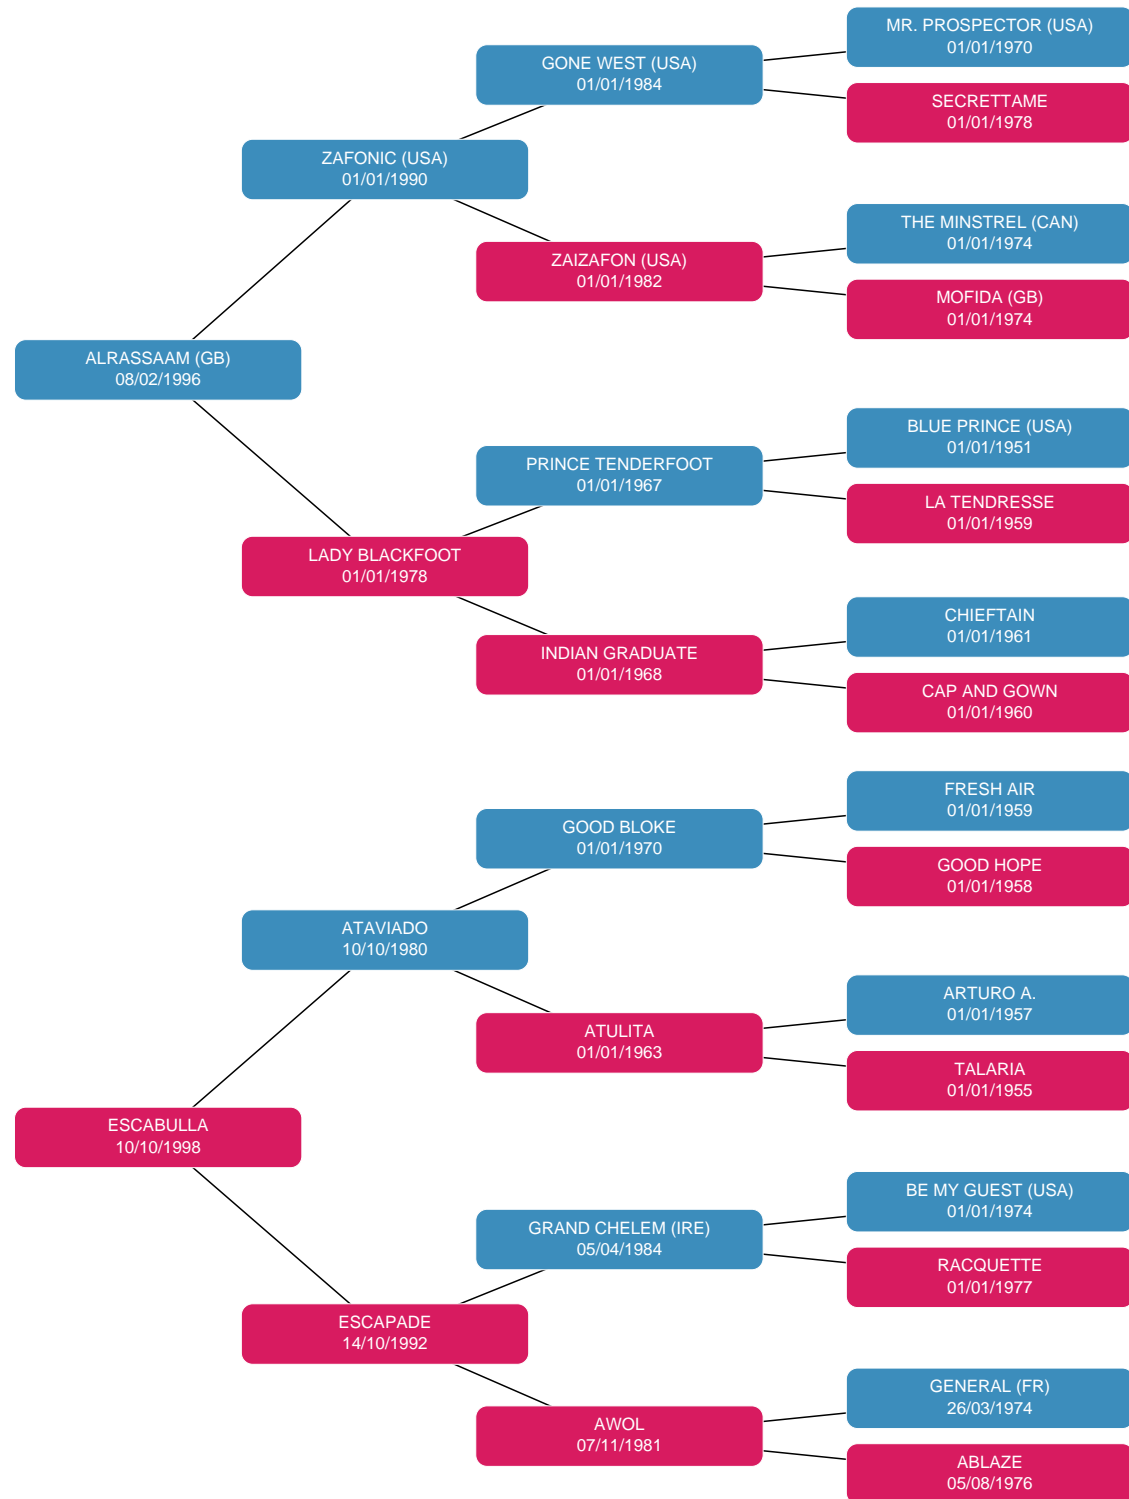 MR. PROSPECTOR (USA)
01/01/1970
GONE WEST (USA)
01/01/1984
SECRETTAME
01/01/1978
ZAFONIC (USA)
01/01/1990
THE MINSTREL (CAN)
01/01/1974
ZAIZAFON (USA)
01/01/1982
MOFIDA (GB)
01/01/1974
ALRASSAAM (GB)
08/02/1996
BLUE PRINCE (USA)
01/01/1951
PRINCE TENDERFOOT
01/01/1967
LA TENDRESSE
01/01/1959
LADY BLACKFOOT
01/01/1978
CHIEFTAIN
01/01/1961
INDIAN GRADUATE
01/01/1968
CAP AND GOWN
01/01/1960
FRESH AIR
01/01/1959
GOOD BLOKE
01/01/1970
GOOD HOPE
01/01/1958
ATAVIADO
10/10/1980
ARTURO A.
01/01/1957
ATULITA
01/01/1963
TALARIA
01/01/1955
ESCABULLA
10/10/1998
BE MY GUEST (USA)
01/01/1974
GRAND CHELEM (IRE)
05/04/1984
RACQUETTE
01/01/1977
ESCAPADE
14/10/1992
GENERAL (FR)
26/03/1974
AWOL
07/11/1981
ABLAZE
05/08/1976